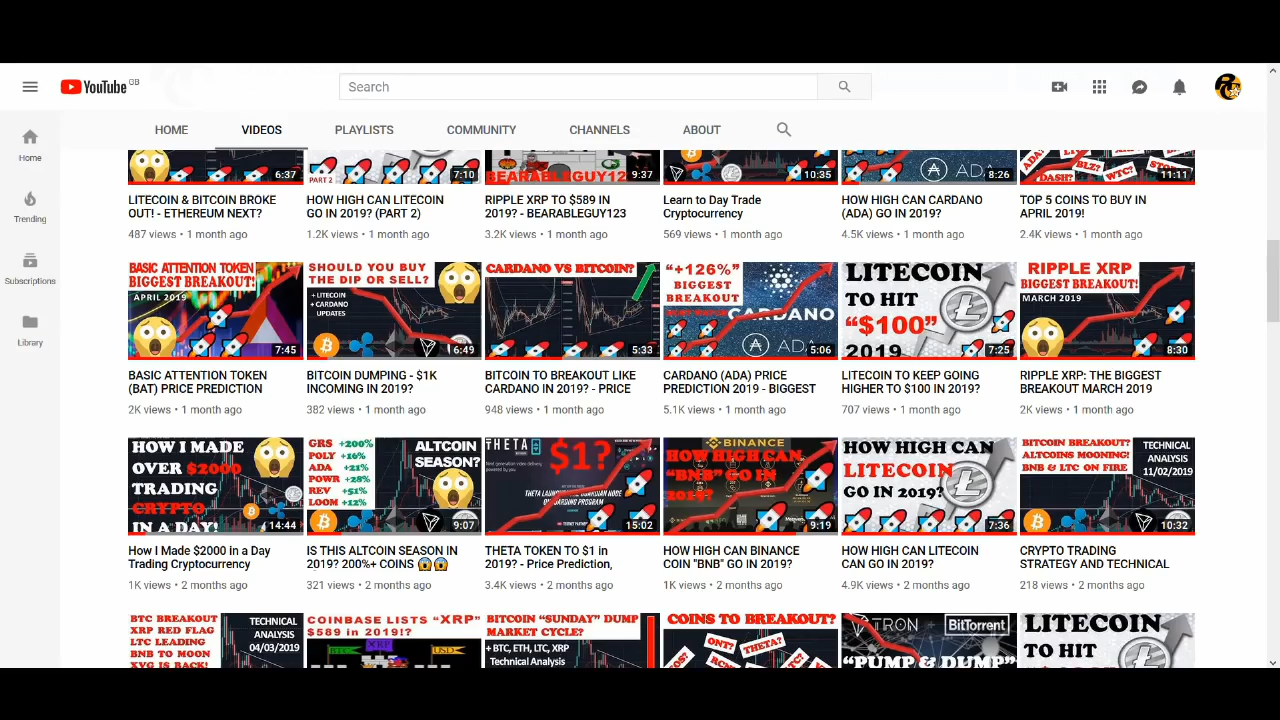 YouTube GB
Search
HOME VIDEOS PLAYLISTS COMMUNITY CHANNELS ABOUT
Home
Trending
Subscriptions
Library
6:37
PART 2
7:10
BEARABLEGUY12
9:37
10:35
ADA
8:26
DASH?
BLZ?
WTC?
11:11
LITECOIN & BITCOIN BROKE
OUT! - ETHEREUM NEXT?
487 views • 1 month ago
HOW HIGH CAN LITECOIN
GO IN 2019? (PART 2)
1.2K views • 1 month ago
RIPPLE XRP TO $589 IN
2019? - BEARABLEGUY123
3.2K views • 1 month ago
Learn to Day Trade
Cryptocurrency
569 views • 1 month ago
HOW HIGH CAN CARDANO
(ADA) GO IN 2019?
4.5K views • 1 month ago
TOP 5 COINS TO BUY IN
APRIL 2019!
2.4K views • 1 month ago
BASIC ATTENTION TOKEN
BIGGEST BREAKOUT!
APRIL 2019
7:45
SHOULD YOU BUY
THE DIP OR SELL?
+ LITECOIN
CARDANO
UPDATES
6:49
CARDANO VS BITCOIN?
5:33
"+126%"
BIGGEST
BREAKOUT
CARDANO
ADA
5:06
LITECOIN
TO HIT
"$100"
2019
7:25
RIPPLE XRP
BIGGEST BREAKOUT!
MARCH 2019
8:30
BASIC ATTENTION TOKEN
(BAT) PRICE PREDICTION
2K views • 1 month ago
BITCOIN DUMPING - $1K
INCOMING IN 2019?
382 views • 1 month ago
BITCOIN TO BREAKOUT LIKE
CARDANO IN 2019? - PRICE
948 views • 1 month ago
CARDANO (ADA) PRICE
PREDICTION 2019 - BIGGEST
5.1K views • 1 month ago
LITECOIN TO KEEP GOING
HIGHER TO $100 IN 2019?
707 views • 1 month ago
RIPPLE XRP: THE BIGGEST
BREAKOUT MARCH 2019
2K views • 1 month ago
HOW I MADE
OVER $2000
TRADING
CRYPTO
IN A DAY!
14:44
GRS +200%
POLY +16%
ADA +21%
POWR +28%
REV +51%
LOOM +12%
ALTCOIN
SEASON?
9:07
THETA
$1?
15:02
BINANCE
HOW HIGH CAN
"BNB" GO IN
2019?
9:19
HOW HIGH CAN
LITECOIN
GO IN 2019?
7:36
BITCOIN BREAKOUT?
ALTCOINS MOONING!
BNB & LTC ON FIRE
TECHNICAL
ANALYSIS
11/02/2019
10:32
How I Made $2000 in a Day
Trading Cryptocurrency
1K views • 2 months ago
IS THIS ALTCOIN SEASON IN
2019? 200%+ COINS 😱😱
321 views • 2 months ago
THETA TOKEN TO $1 in
2019? - Price Prediction,
3.4K views • 2 months ago
HOW HIGH CAN BINANCE
COIN "BNB" GO IN 2019?
1K views • 2 months ago
HOW HIGH CAN LITECOIN
CAN GO IN 2019?
4.9K views • 2 months ago
CRYPTO TRADING
STRATEGY AND TECHNICAL
218 views • 2 months ago
BTC BREAKOUT
XRP RED FLAG
LTC LEADING
BNB TO MOON
XVG IS BACK!
TECHNICAL
ANALYSIS
04/03/2019
COINBASE LISTS "XRP"
$589 in 2019!?
BITCOIN "SUNDAY" DUMP
MARKET CYCLE?
+ BTC, ETH, LTC, XRP
Technical Analysis
COINS TO BREAKOUT?
ONT?
THETA?
TRON + BitTorrent
"PUMP & DUMP"
LITECOIN
TO HIT